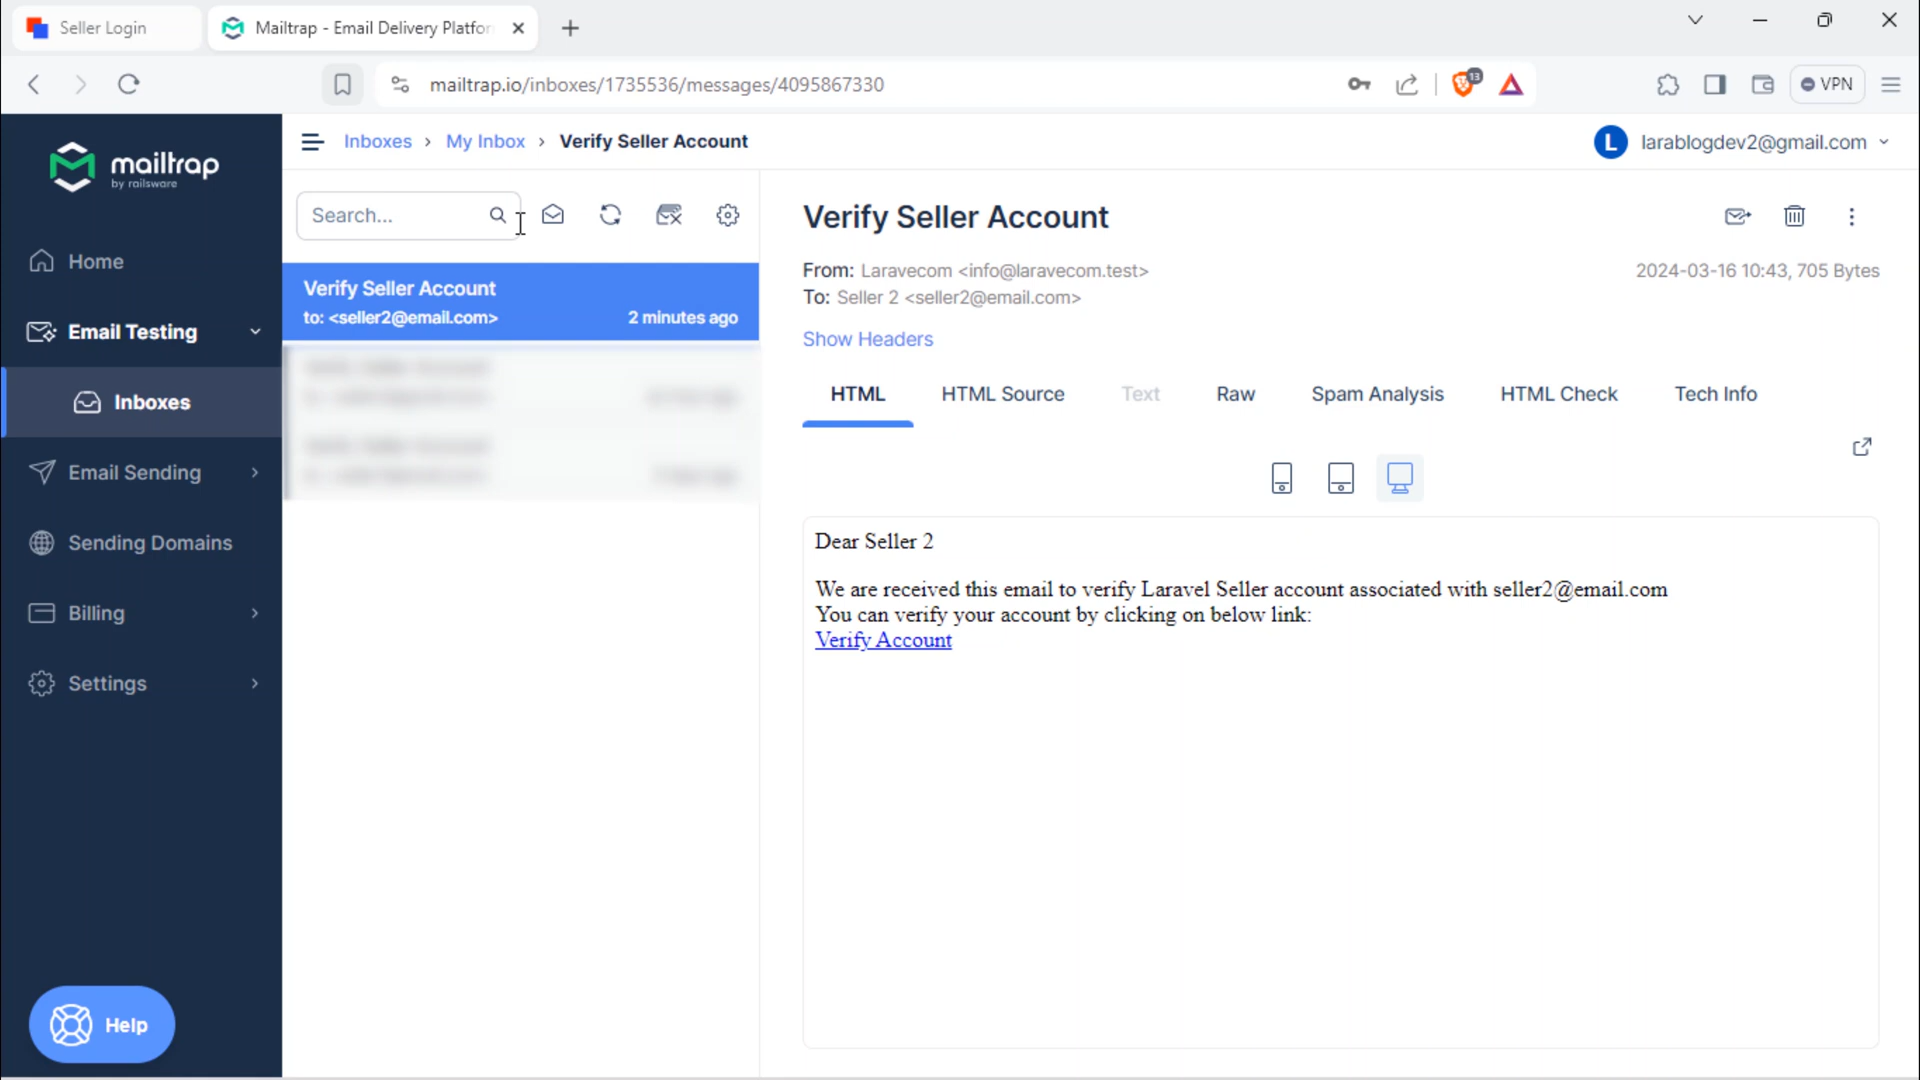 Seller Login
Mailtrap - Email Delivery Platfor
mailtrap.io/inboxes/1735536/messages/4095867330
13
VPN
mailtrap
by railsware
Inboxes › My Inbox › Verify Seller Account
L larablogdev2@gmail.com
Search...
Home
Email Testing
Inboxes
Email Sending
Sending Domains
Billing
Settings
Help
Verify Seller Account
to: <seller2@email.com> 2 minutes ago
Verify Seller Account
From: Laravecom <info@laravecom.test> 2024-03-16 10:43, 705 Bytes
To: Seller 2 <seller2@email.com>
Show Headers
HTML HTML Source Text Raw Spam Analysis HTML Check Tech Info
Dear Seller 2
We are received this email to verify Laravel Seller account associated with seller2@email.com
You can verify your account by clicking on below link:
Verify Account